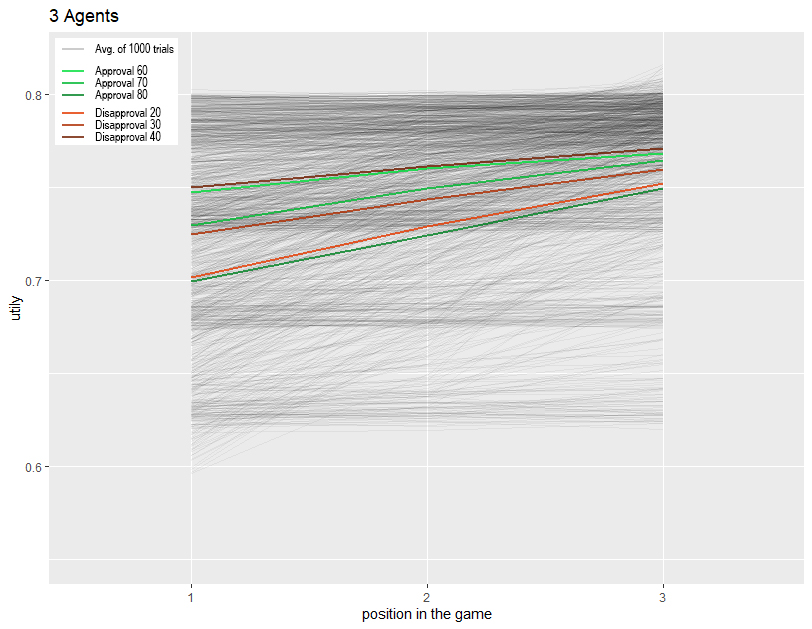 3 Agents
Avg. of 1000 trials
Approval 60
Approval 70
Approval 80
Disapproval 20
Disapproval 30
Disapproval 40
0.8
0.7
0.6
utily
1 2 3
position in the game